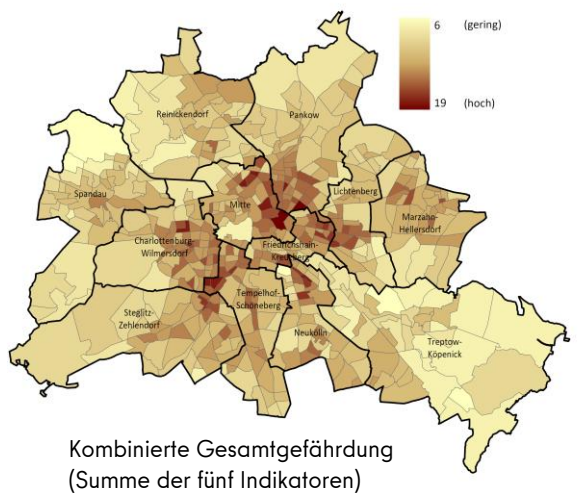 6 (gering)
19 (hoch)
Reinickendorf
Pankow
Spandau
Mitte
Lichtenberg
Marzahn-
Hellersdorf
Charlottenburg-
Wilmersdorf
Friedrichshain-
Kreuzberg
Steglitz-
Zehlendorf
Tempelhof-
Schöneberg
Neukölln
Treptow-
Köpenick
Kombinierte Gesamtgefährdung
(Summe der fünf Indikatoren)